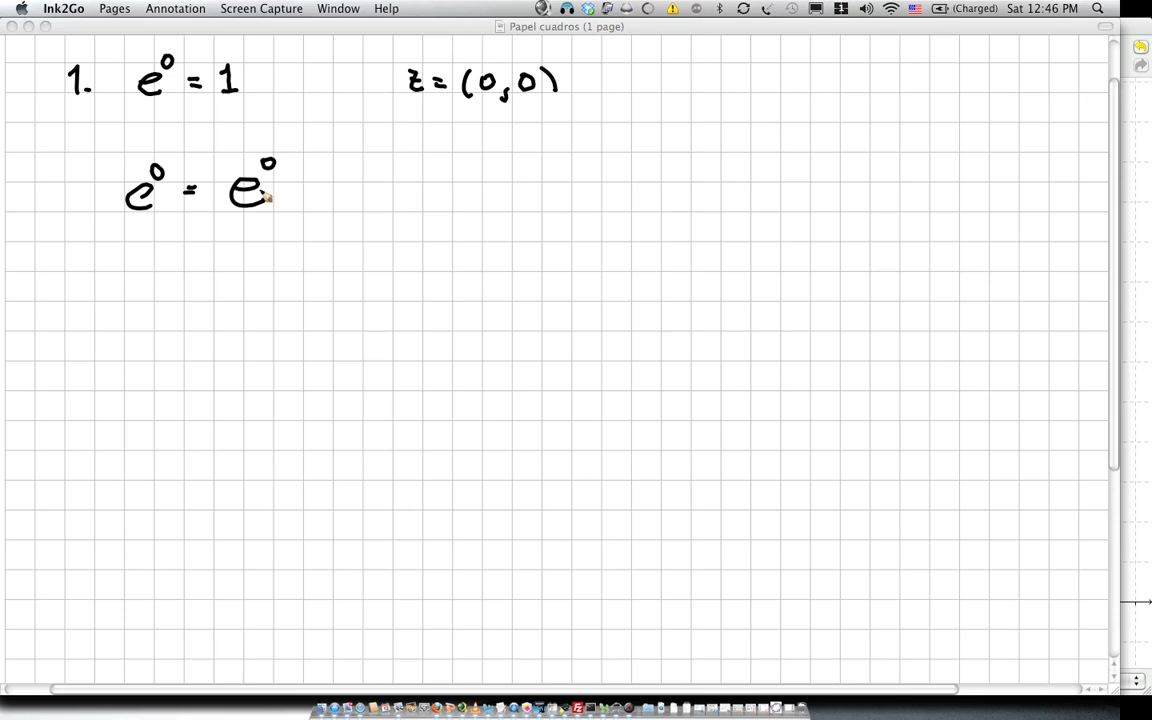 Ink2Go Pages Annotation Screen Capture Window Help (Charged) Sat 12:46 PM
Papel cuadros (1 page)
1. e⁰ = 1 z = (0,0)
e⁰ = e⁰